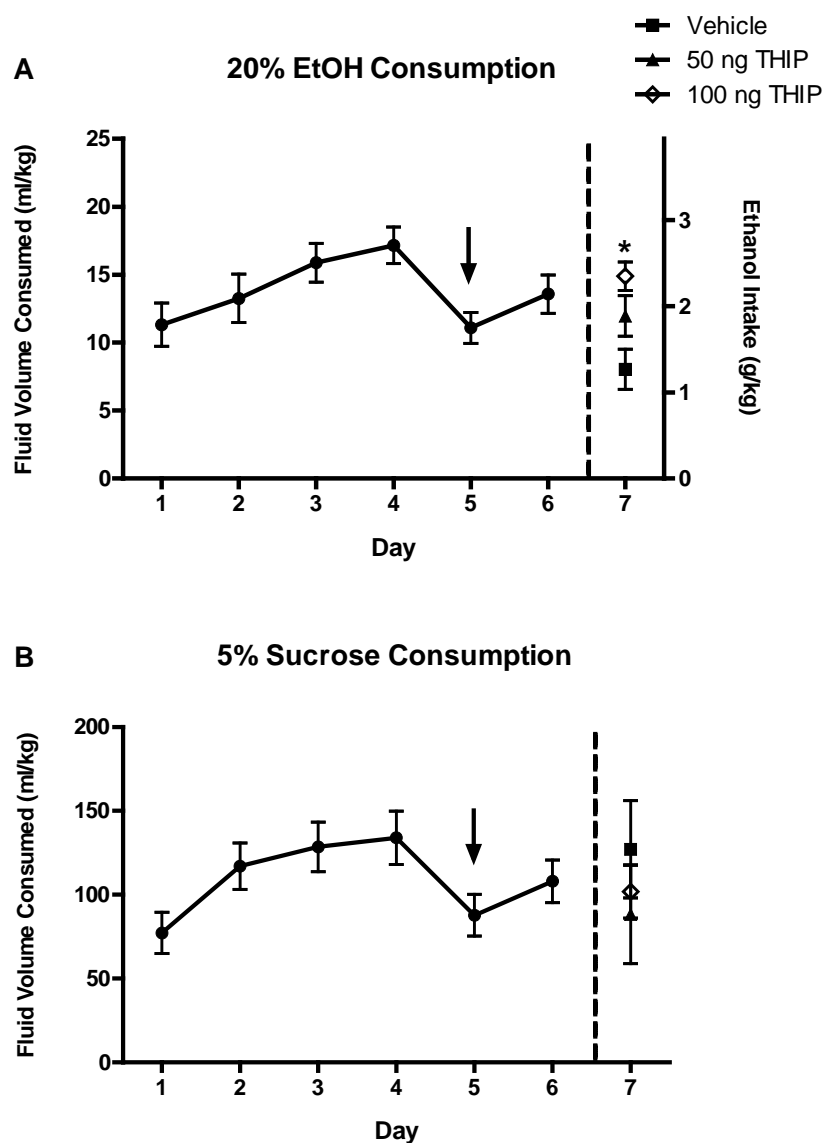 Vehicle
50 ng THIP
100 ng THIP
A
20% EtOH Consumption
Fluid Volume Consumed (ml/kg)
25
20
15
10
5
0
*
3
2
1
0
Ethanol Intake (g/kg)
1 2 3 4 5 6 7
Day
B
5% Sucrose Consumption
Fluid Volume Consumed (ml/kg)
200
150
100
50
0
1 2 3 4 5 6 7
Day